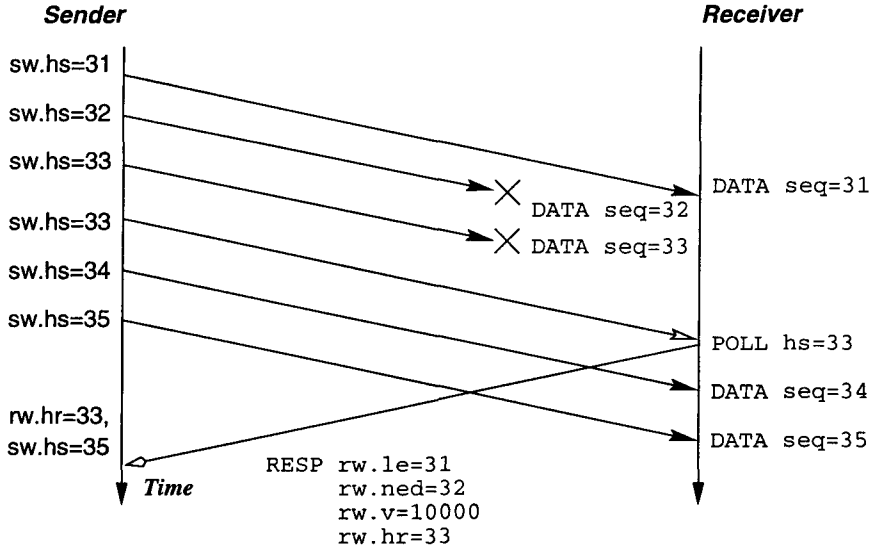 Sender
Receiver
sw.hs=31
sw.hs=32
sw.hs=33
DATA seq=31
DATA seq=32
sw.hs=33
DATA seq=33
sw.hs=34
sw.hs=35
POLL hs=33
DATA seq=34
rw.hr=33,
sw.hs=35
DATA seq=35
RESP rw.le=31
Time
rw.ned=32
rw.v=10000
rw.hr=33